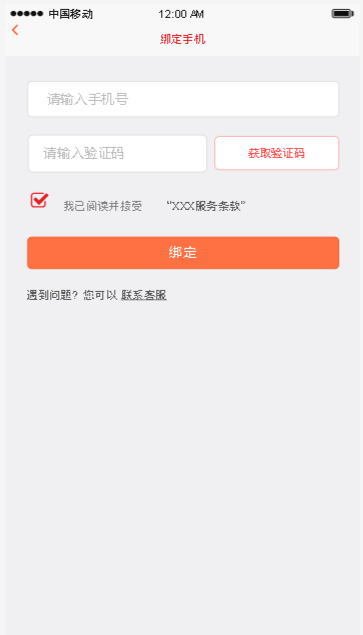 中国移动 12:00 AM
绑定手机
请输入手机号
请输入验证码 获取验证码
我已阅读并接受 “XXX服务条款”
绑定
遇到问题？您可以 联系客服